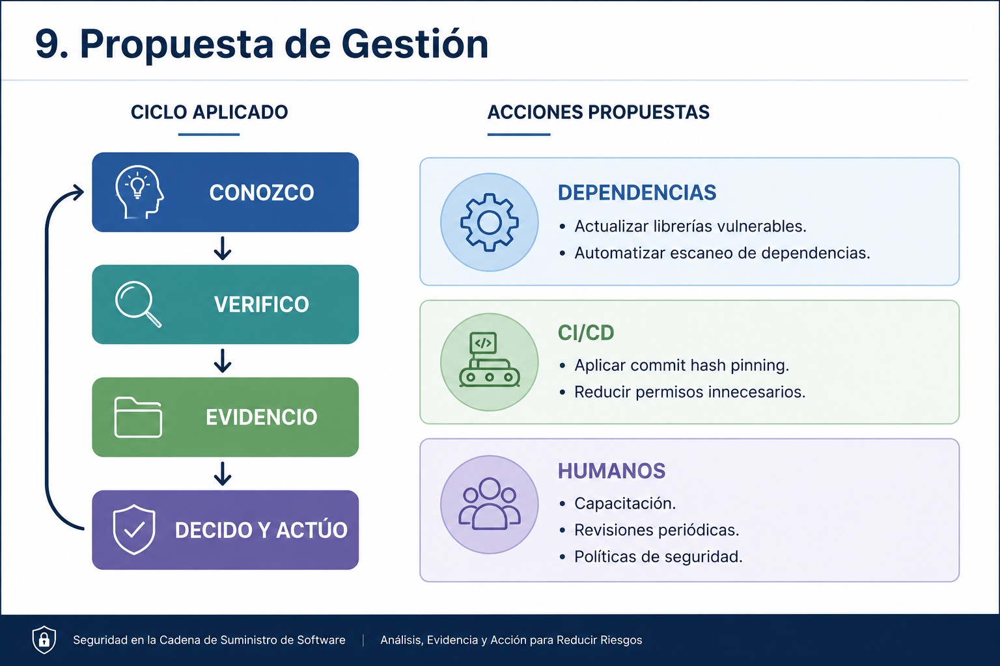 9. Propuesta de Gestión
CICLO APLICADO
CONOZCO
VERIFICO
EVIDENCIO
DECIDO Y ACTÚO
ACCIONES PROPUESTAS
DEPENDENCIAS
• Actualizar librerías vulnerables.
• Automatizar escaneo de dependencias.
</>
CI/CD
• Aplicar commit hash pinning.
• Reducir permisos innecesarios.
HUMANOS
• Capacitación.
• Revisiones periódicas.
• Políticas de seguridad.
Seguridad en la Cadena de Suministro de Software | Análisis, Evidencia y Acción para Reducir Riesgos